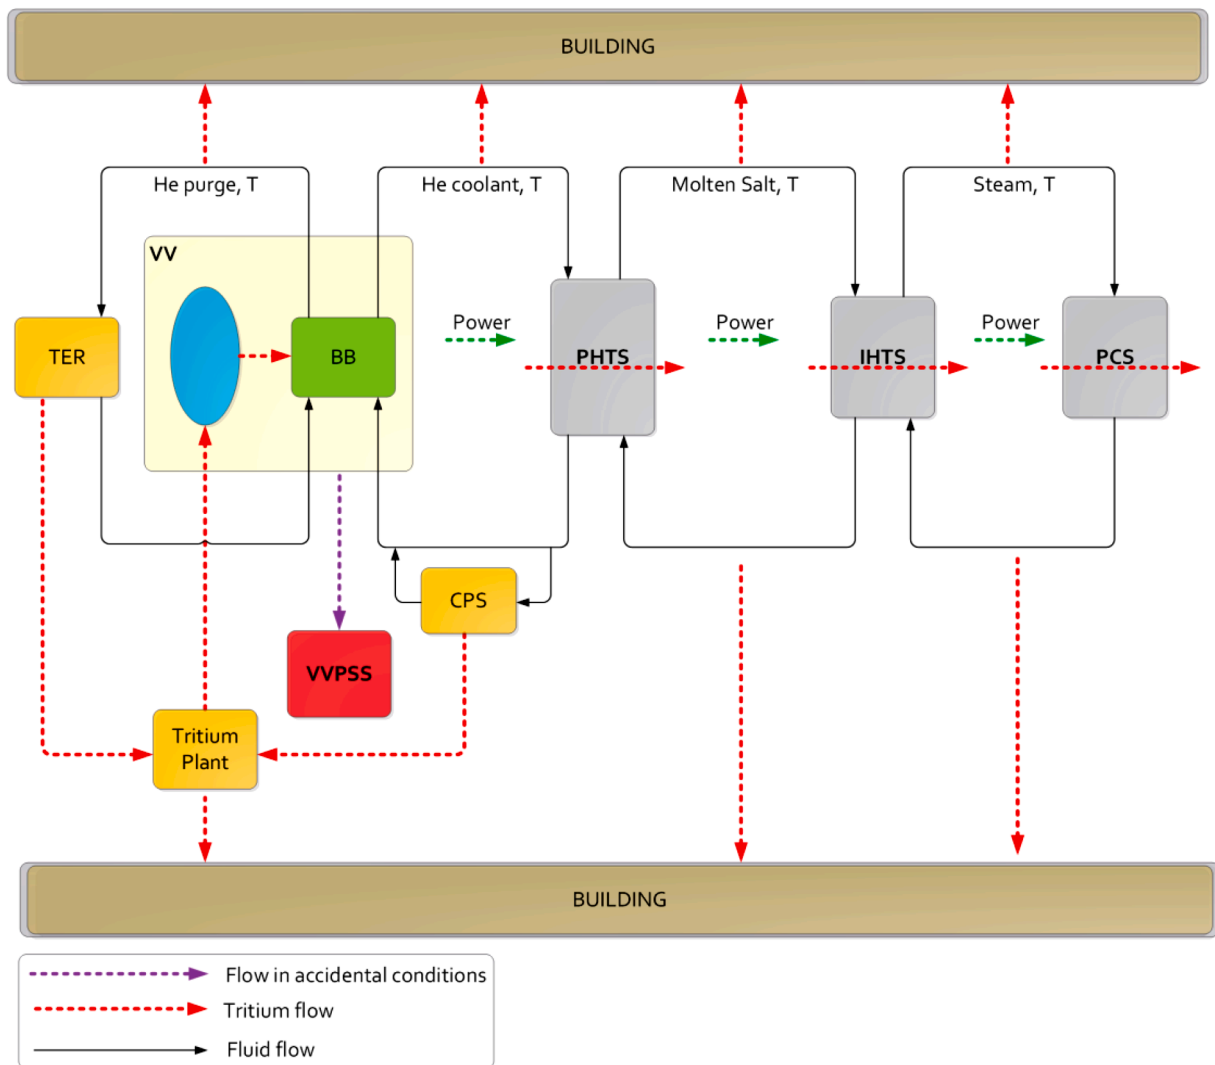 BUILDING
He purge, T
He coolant, T
Molten Salt, T
Steam, T
VV
Power
Power
Power
TER
BB
PHTS
IHTS
PCS
CPS
VVPSS
Tritium
Plant
BUILDING
Flow in accidental conditions
Tritium flow
Fluid flow